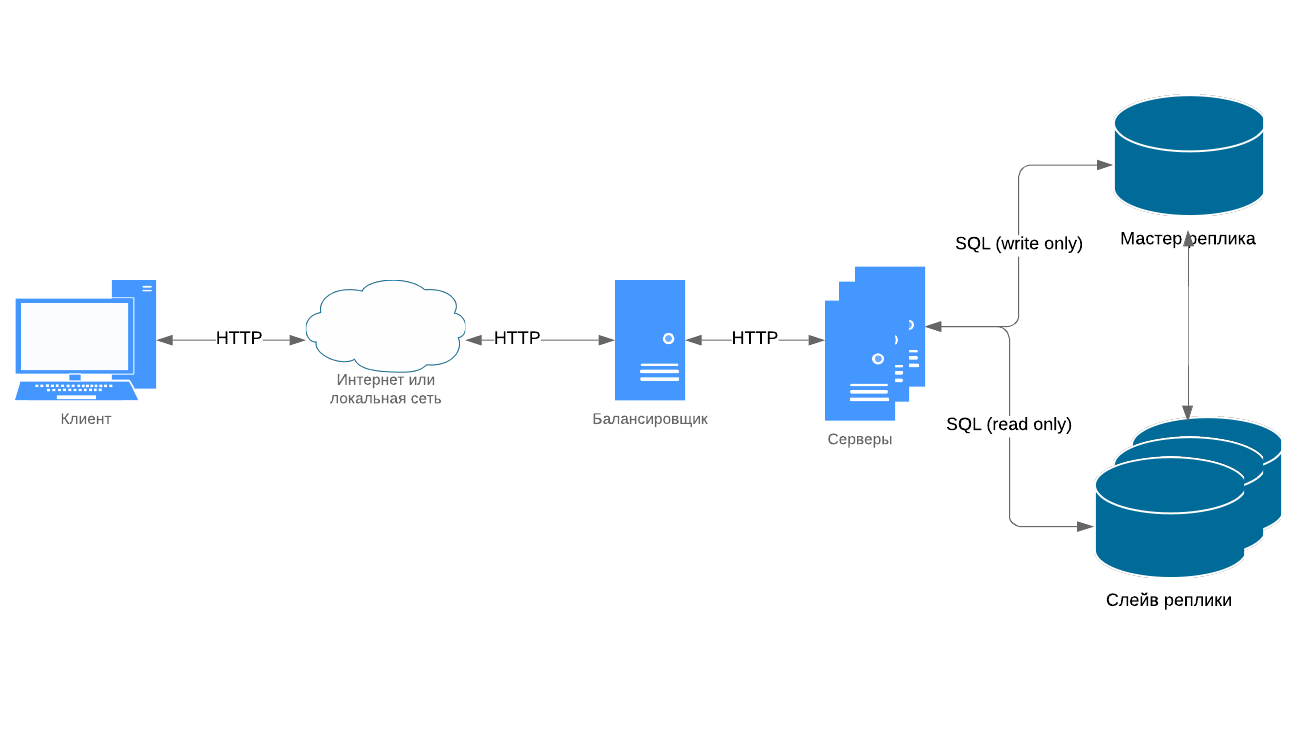 HTTP
HTTP
HTTP
SQL (write only)
SQL (read only)
Клиент
Интернет или
локальная сеть
Балансировщик
Серверы
Мастер реплика
Слейв реплики